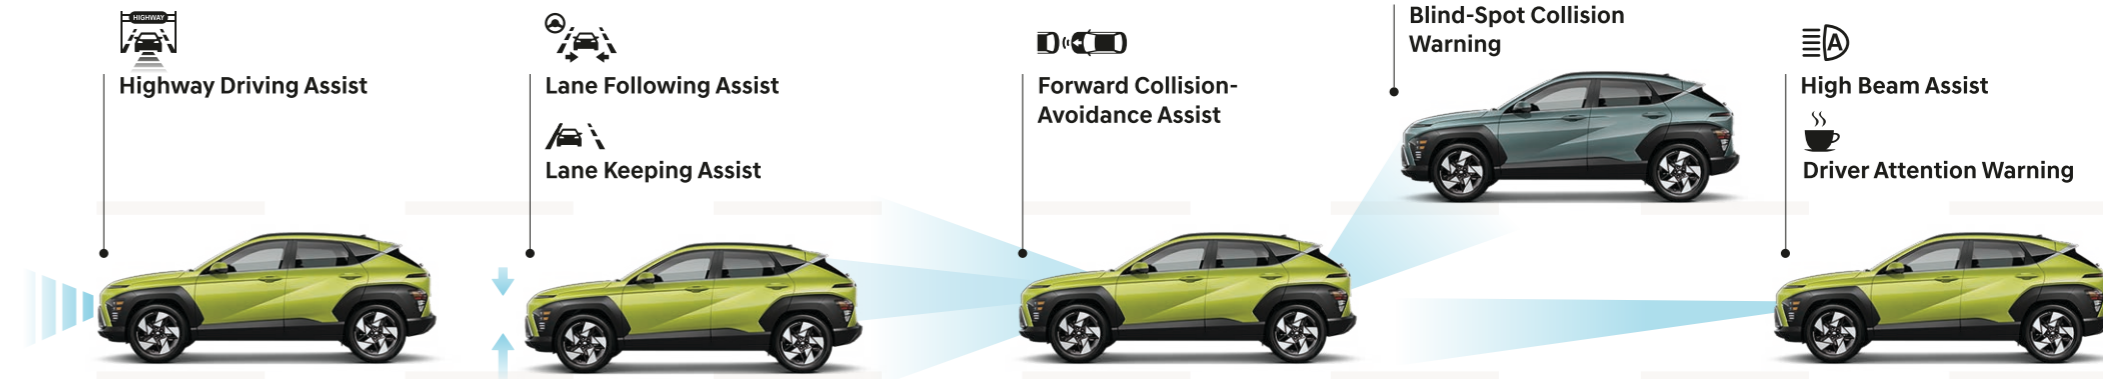 HIGHWAY
Highway Driving Assist
Lane Following Assist
Lane Keeping Assist
Forward Collision-
Avoidance Assist
Blind-Spot Collision
Warning
A
High Beam Assist
Driver Attention Warning